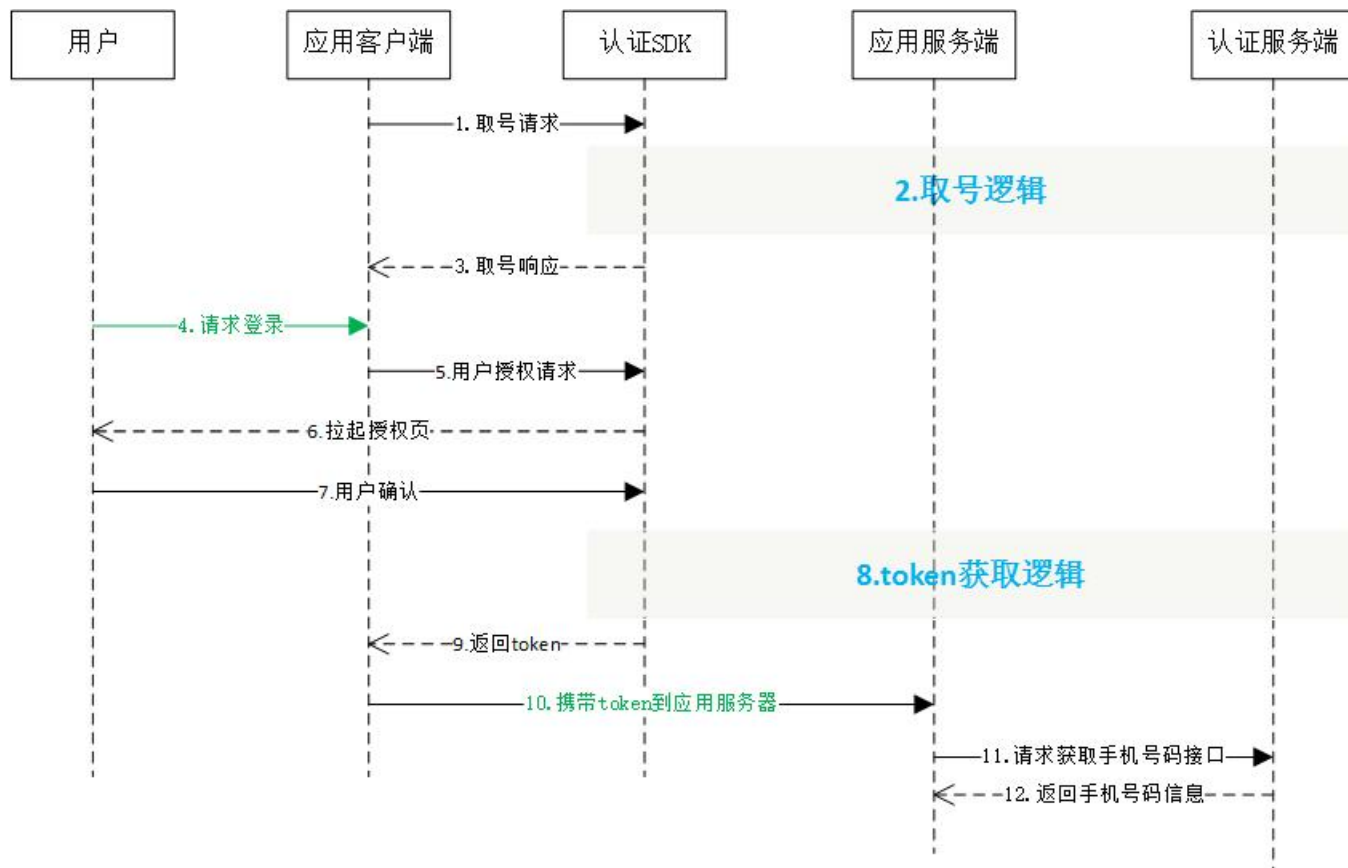 用户
应用客户端
认证SDK
应用服务端
认证服务端
1.取号请求
2.取号逻辑
3.取号响应
4.请求登录
5.用户授权请求
6.拉起授权页
7.用户确认
8.token获取逻辑
9.返回token
10.携带token到应用服务器
11.请求获取手机号码接口
12.返回手机号码信息